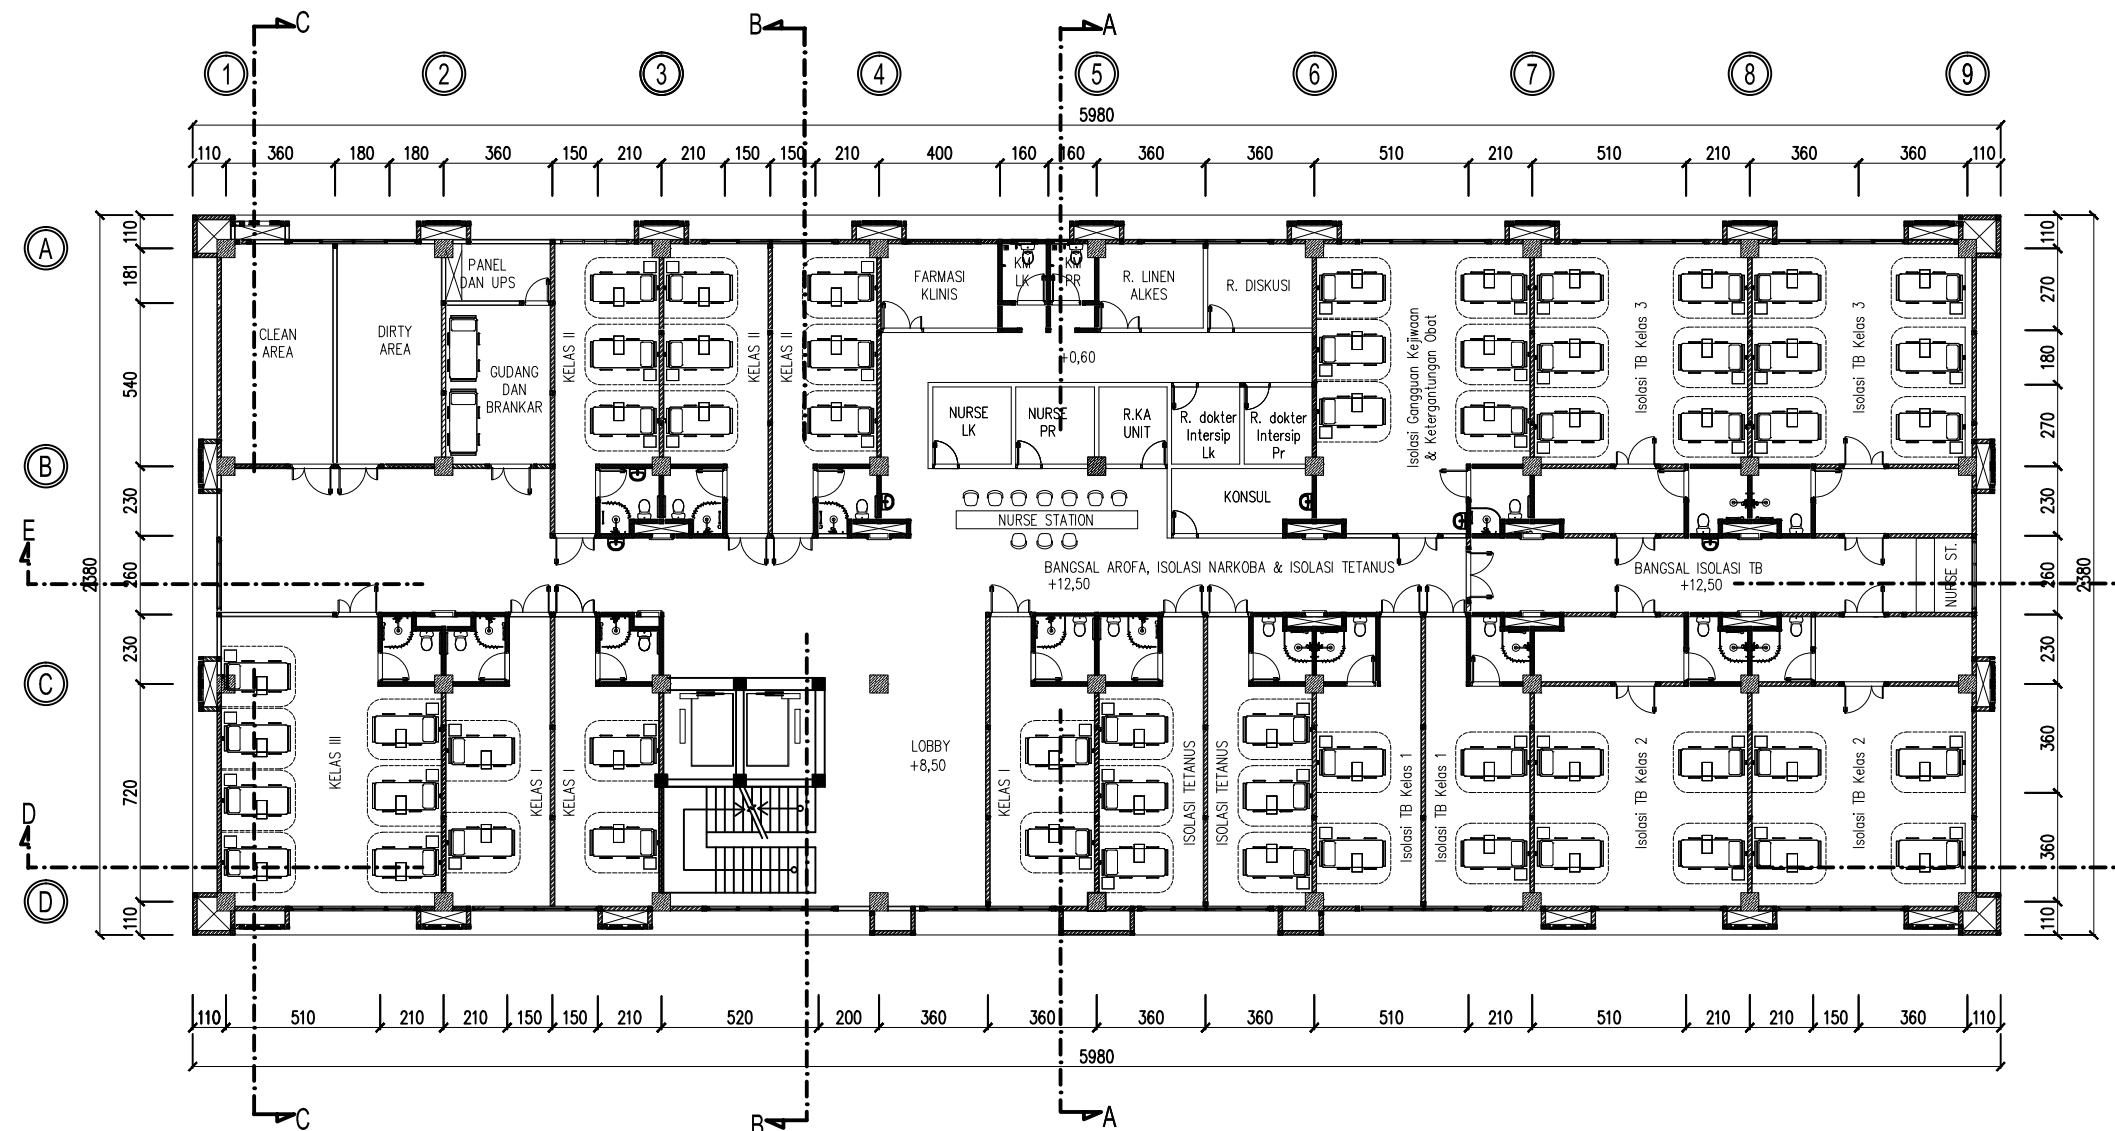 C
B
A
1
2
3
4
5
6
7
8
9
5980
110
360
180
180
360
150
210
210
150
150
210
400
160
160
360
360
510
210
510
210
360
360
110
A
B
C
D
E
D
2380
110
181
540
230
260
230
720
110
110
270
180
270
230
260
230
360
360
110
2380
PANEL
DAN UPS
CLEAN
AREA
DIRTY
AREA
GUDANG
DAN
BRANKAR
KELAS II
KELAS II
KELAS II
FARMASI
KLINIS
KM
LK
KM
PR
R. LINEN
ALKES
R. DISKUSI
+0,60
NURSE
LK
NURSE
PR
R.KA
UNIT
R. dokter
Intersip
Lk
R. dokter
Intersip
Pr
Isolasi Gangguan Kejiwaan
& Ketergantungan Obat
Isolasi TB Kelas 3
Isolasi TB Kelas 3
KONSUL
NURSE STATION
BANGSAL AROFA, ISOLASI NARKOBA & ISOLASI TETANUS
+12,50
BANGSAL ISOLASI TB
+12,50
NURSE ST.
KELAS III
KELAS I
KELAS I
LOBBY
+8,50
KELAS I
ISOLASI TETANUS
ISOLASI TETANUS
Isolasi TB Kelas 1
Isolasi TB Kelas 1
Isolasi TB Kelas 2
Isolasi TB Kelas 2
110
510
210
210
150
150
210
520
200
360
360
360
360
510
210
510
210
210
150
360
110
5980
C
B
A